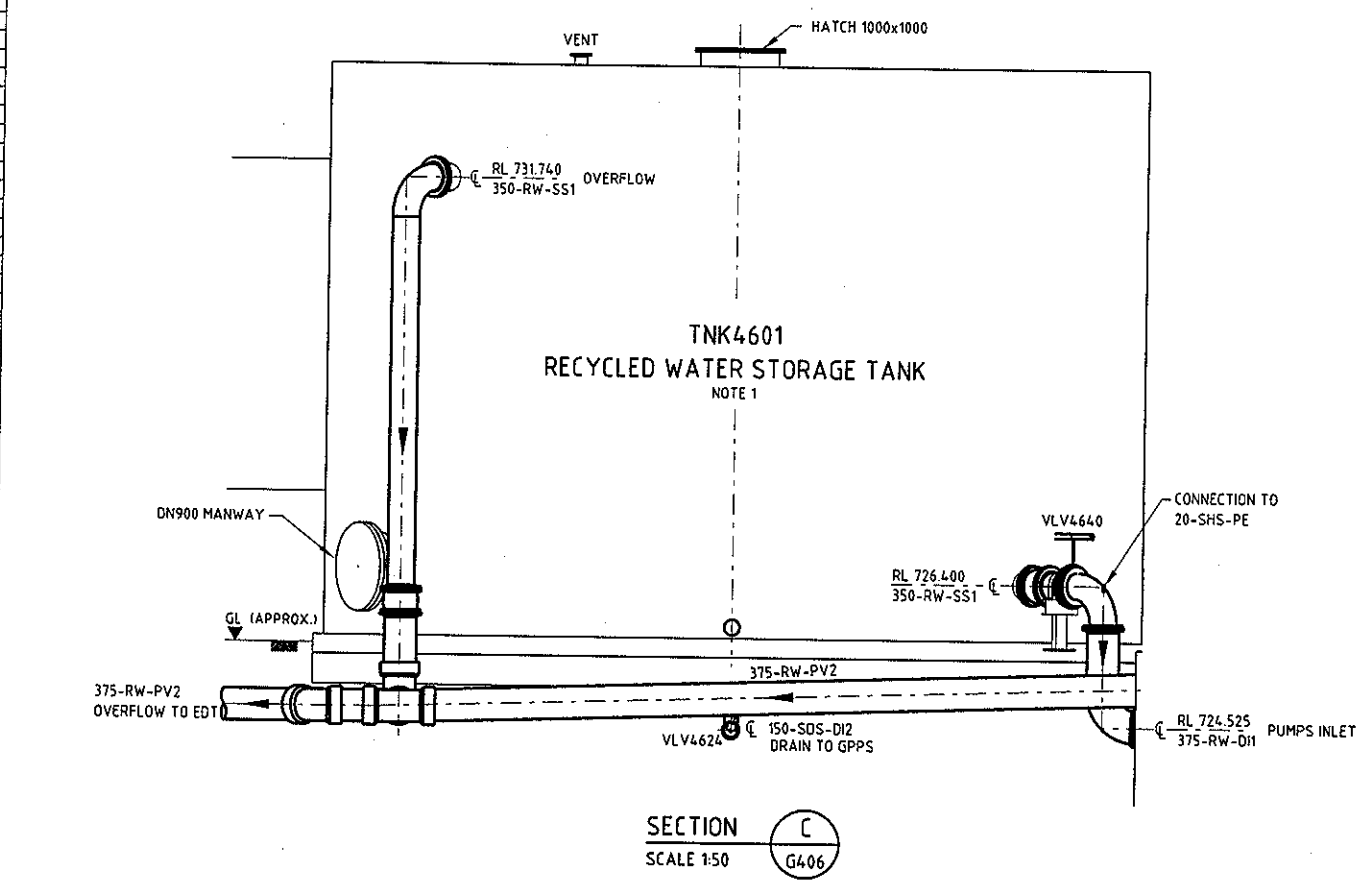 HATCH 1000x1000
VENT
RL 731.740
350-RW-SS1
OVERFLOW
TNK4601
RECYCLED WATER STORAGE TANK
NOTE 1
DN900 MANWAY
CONNECTION TO
20-SHS-PE
VLV4640
RL 726.400
350-RW-SS1
GL (APPROX.)
375-RW-PV2
375-RW-PV2
OVERFLOW TO EDT
VLV4624
150-SDS-DI2
DRAIN TO GPPS
RL 724.525
375-RW-DI1
PUMPS INLET
SECTION
C
SCALE 1:50
G406